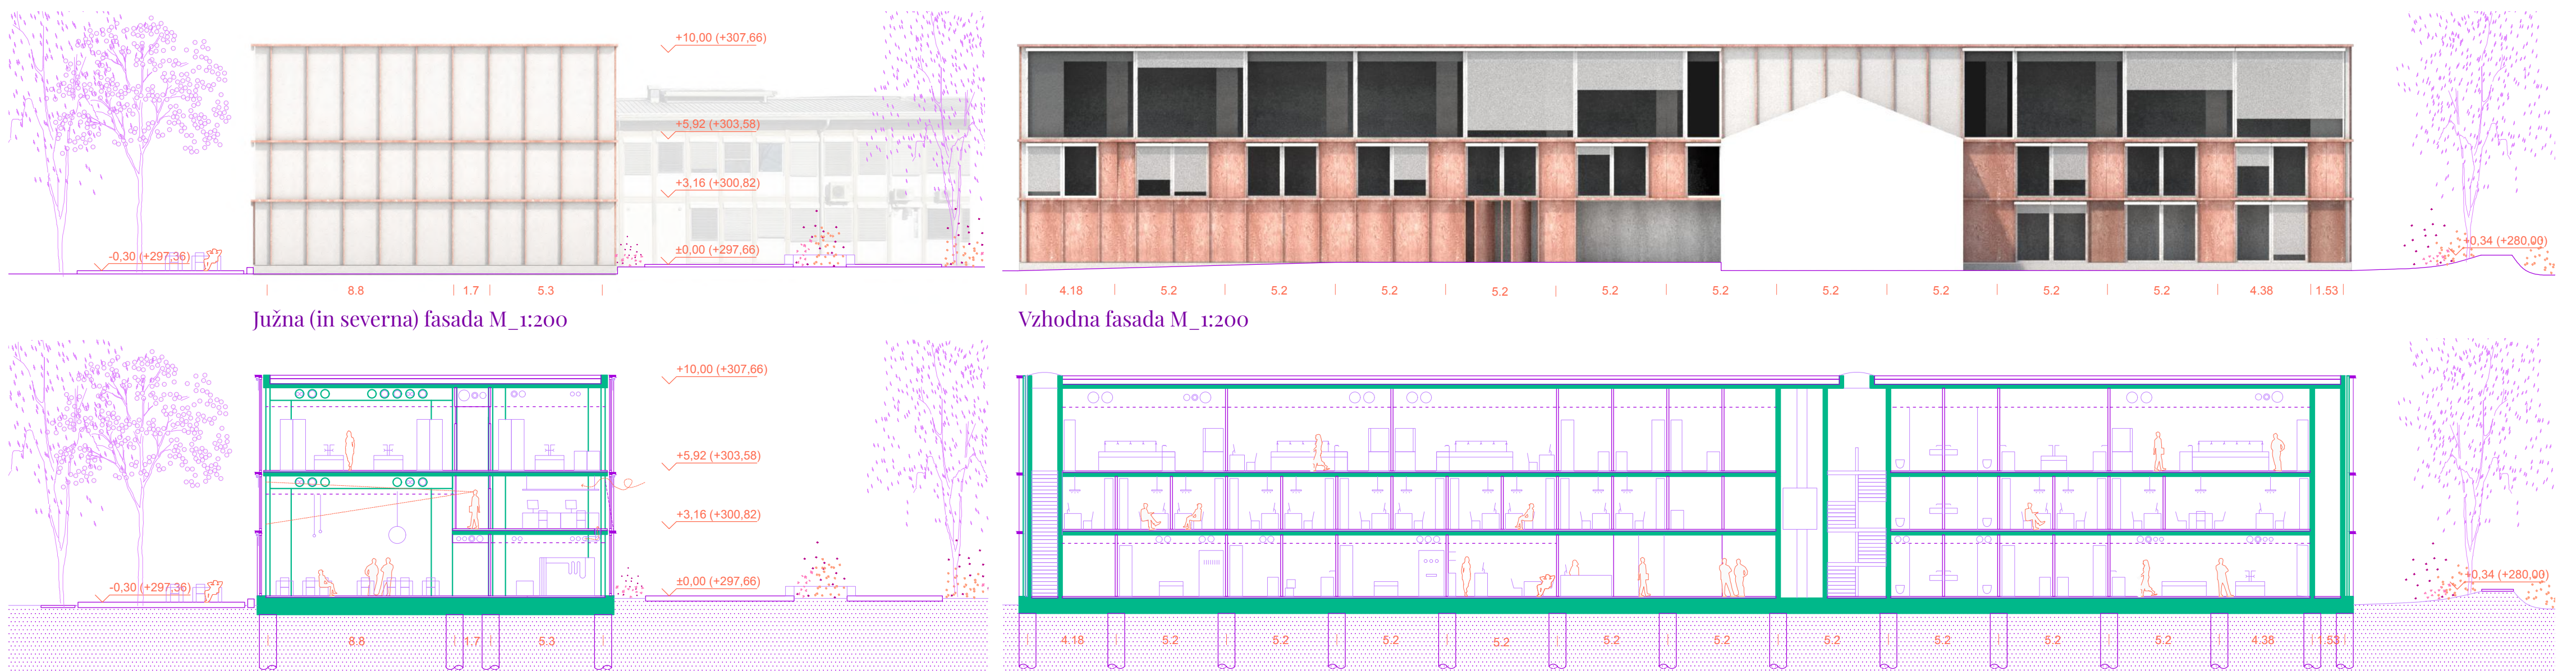 +10,00 (+307,66)
+5,92 (+303,58)
+3,16 (+300,82)
±0,00 (+297,66)
-0,30 (+297,36)
8.8 1.7 5.3
Južna (in severna) fasada M_1:200
+0,34 (+280,00)
4.18 5.2 5.2 5.2 5.2 5.2 5.2 5.2 5.2 5.2 5.2 4.38 1.53
Vzhodna fasada M_1:200
+10,00 (+307,66)
+5,92 (+303,58)
+3,16 (+300,82)
±0,00 (+297,66)
-0,30 (+297,36)
8.8 1.7 5.3
+0,34 (+280,00)
4.18 5.2 5.2 5.2 5.2 5.2 5.2 5.2 5.2 5.2 5.2 4.38 1.53